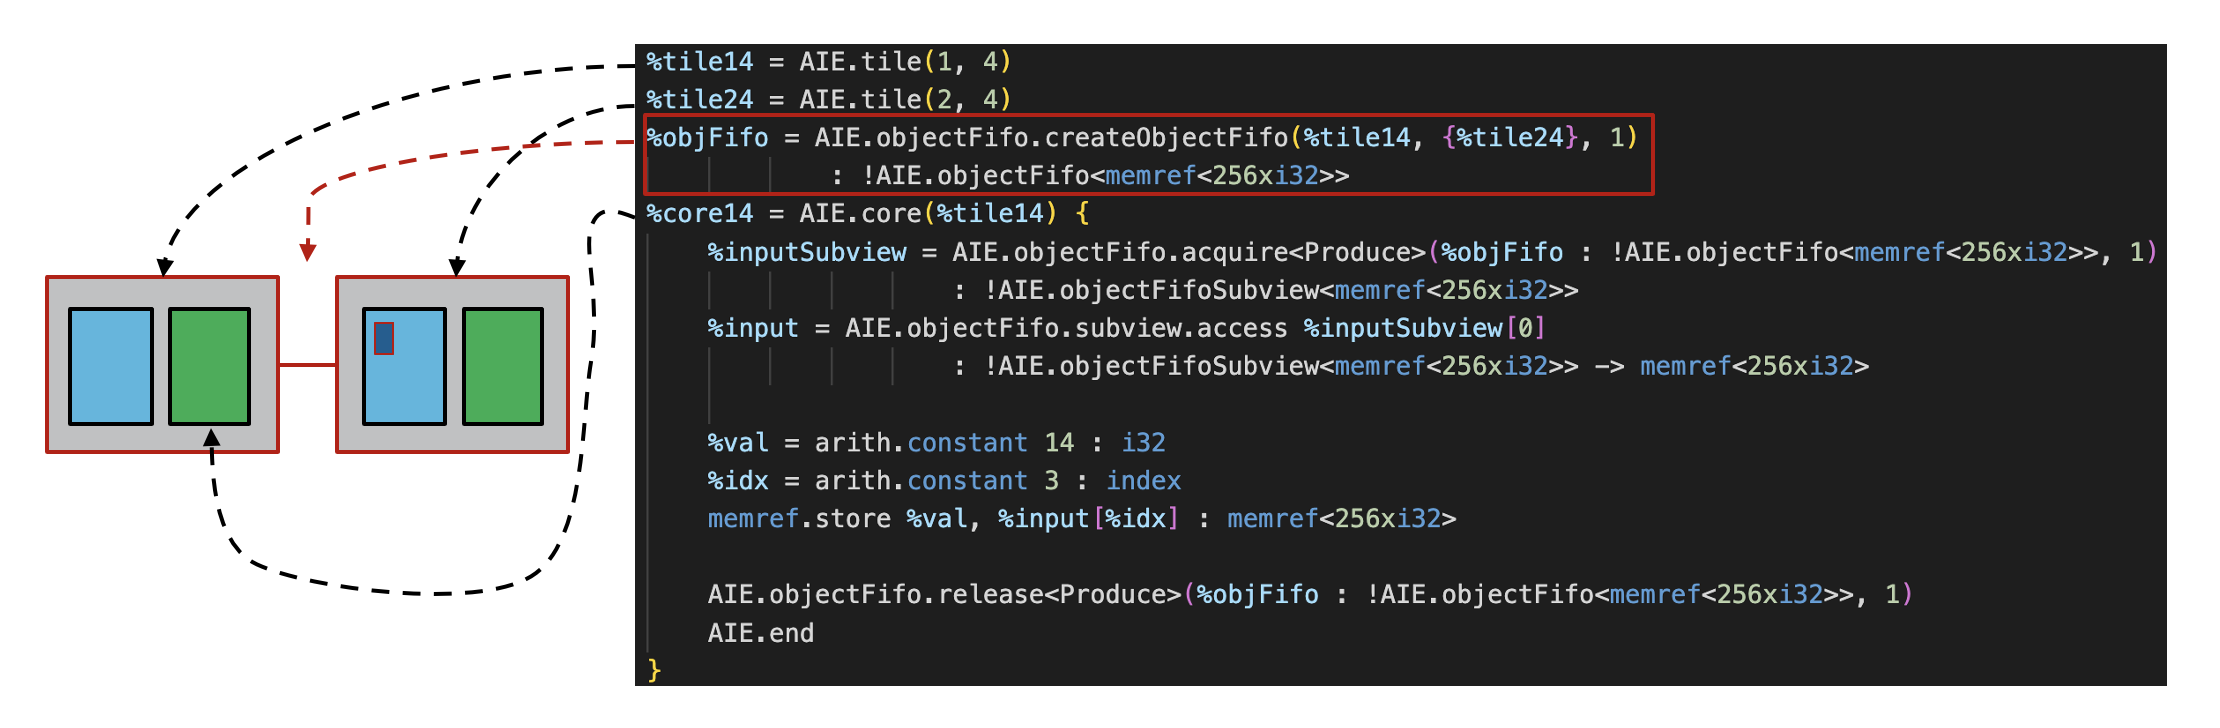 %tile14 = AIE.tile(1, 4)
%tile24 = AIE.tile(2, 4)
%objFifo = AIE.objectFifo.createObjectFifo(%tile14, {%tile24}, 1)
: !AIE.objectFifo<memref<256xi32>>
%core14 = AIE.core(%tile14) {
%inputSubview = AIE.objectFifo.acquire<Produce>(%objFifo : !AIE.objectFifo<memref<256xi32>>, 1)
: !AIE.objectFifoSubview<memref<256xi32>>
%input = AIE.objectFifo.subview.access %inputSubview[0]
: !AIE.objectFifoSubview<memref<256xi32>> -> memref<256xi32>
%val = arith.constant 14 : i32
%idx = arith.constant 3 : index
memref.store %val, %input[%idx] : memref<256xi32>
AIE.objectFifo.release<Produce>(%objFifo : !AIE.objectFifo<memref<256xi32>>, 1)
AIE.end
}